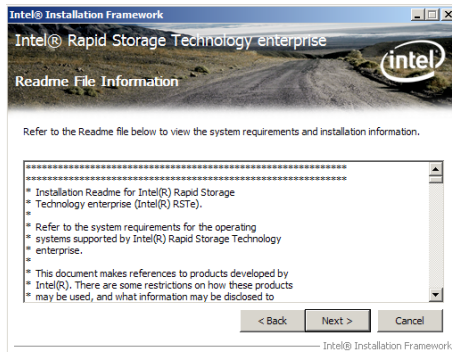 Intel® Installation Framework
Intel® Rapid Storage Technology enterprise
intel
Readme File Information
Refer to the Readme file below to view the system requirements and installation information.
************************************************************
************************************************************
* Installation Readme for Intel(R) Rapid Storage
* Technology enterprise (Intel(R) RSTe).
*
* Refer to the system requirements for the operating
* systems supported by Intel(R) Rapid Storage Technology
* enterprise.
*
* This document makes references to products developed by
* Intel(R). There are some restrictions on how these products
* may be used, and what information may be disclosed to
< Back Next > Cancel
Intel® Installation Framework